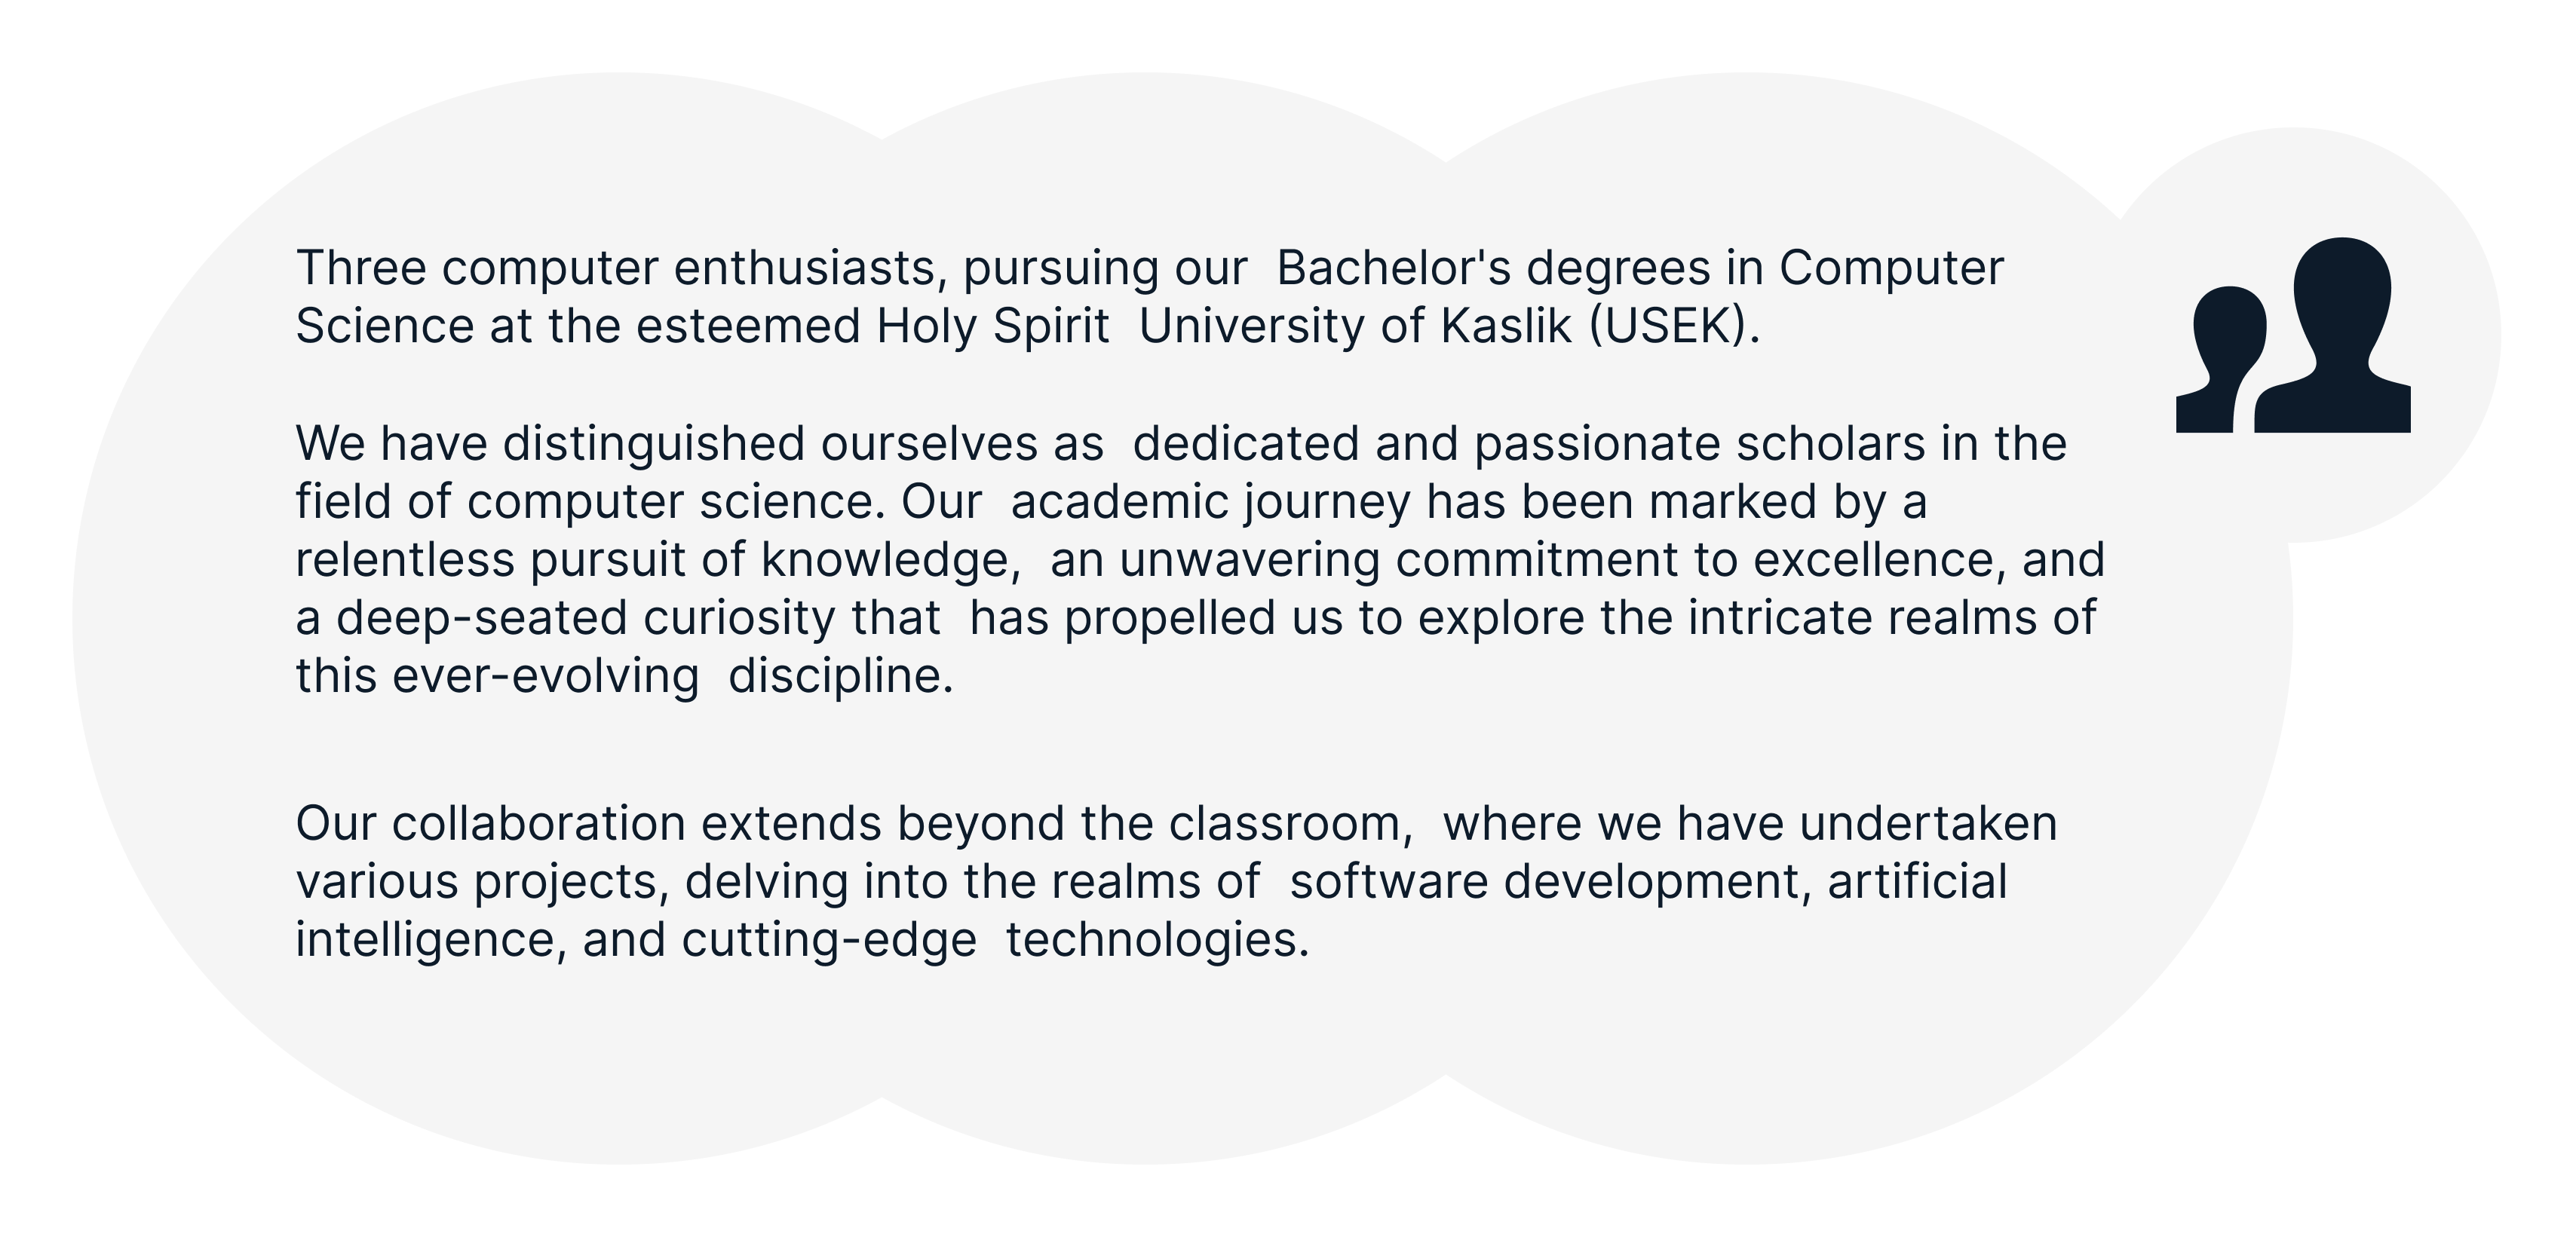 Three computer enthusiasts, pursuing our  Bachelor's degrees in Computer
Science at the esteemed Holy Spirit  University of Kaslik (USEK).
We have distinguished ourselves as  dedicated and passionate scholars in the
field of computer science. Our  academic journey has been marked by a
relentless pursuit of knowledge,  an unwavering commitment to excellence, and
a deep-seated curiosity that  has propelled us to explore the intricate realms of
this ever-evolving  discipline.
Our collaboration extends beyond the classroom,  where we have undertaken
various projects, delving into the realms of  software development, artificial
intelligence, and cutting-edge  technologies.